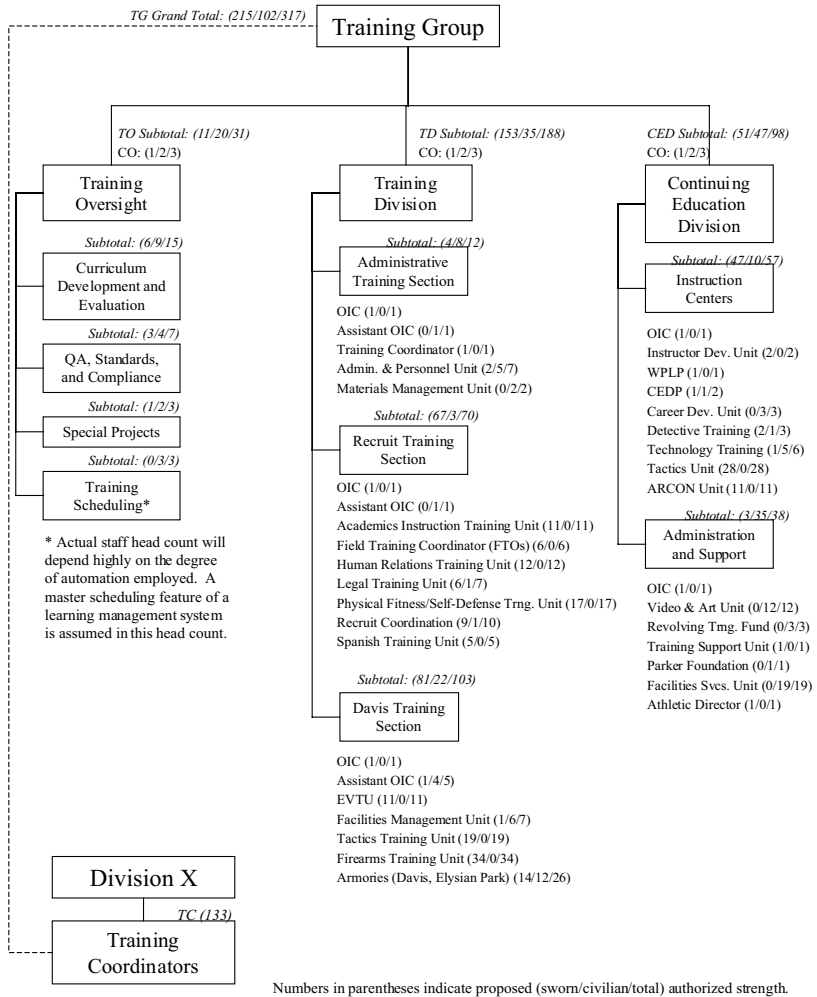 TG Grand Total: (215/102/317)
Training Group
TO Subtotal: (11/20/31)
CO: (1/2/3)
Training
Oversight
Subtotal: (6/9/15)
Curriculum
Development and
Evaluation
Subtotal: (3/4/7)
QA, Standards,
and Compliance
Subtotal: (1/2/3)
Special Projects
Subtotal: (0/3/3)
Training
Scheduling*
* Actual staff head count will
depend highly on the degree
of automation employed. A
master scheduling feature of a
learning management system
is assumed in this head count.
TD Subtotal: (153/35/188)
CO: (1/2/3)
Training
Division
Subtotal: (4/8/12)
Administrative
Training Section
OIC (1/0/1)
Assistant OIC (0/1/1)
Training Coordinator (1/0/1)
Admin. & Personnel Unit (2/5/7)
Materials Management Unit (0/2/2)
Subtotal: (67/3/70)
Recruit Training
Section
OIC (1/0/1)
Assistant OIC (0/1/1)
Academics Instruction Training Unit (11/0/11)
Field Training Coordinator (FTOs) (6/0/6)
Human Relations Training Unit (12/0/12)
Legal Training Unit (6/1/7)
Physical Fitness/Self-Defense Trng. Unit (17/0/17)
Recruit Coordination (9/1/10)
Spanish Training Unit (5/0/5)
Subtotal: (81/22/103)
Davis Training
Section
OIC (1/0/1)
Assistant OIC (1/4/5)
EVTU (11/0/11)
Facilities Management Unit (1/6/7)
Tactics Training Unit (19/0/19)
Firearms Training Unit (34/0/34)
Armories (Davis, Elysian Park) (14/12/26)
CED Subtotal: (51/47/98)
CO: (1/2/3)
Continuing
Education
Division
Subtotal: (47/10/57)
Instruction
Centers
OIC (1/0/1)
Instructor Dev. Unit (2/0/2)
WPLP (1/0/1)
CEDP (1/1/2)
Career Dev. Unit (0/3/3)
Detective Training (2/1/3)
Technology Training (1/5/6)
Tactics Unit (28/0/28)
ARCON Unit (11/0/11)
Subtotal: (3/35/38)
Administration
and Support
OIC (1/0/1)
Video & Art Unit (0/12/12)
Revolving Trng. Fund (0/3/3)
Training Support Unit (1/0/1)
Parker Foundation (0/1/1)
Facilities Svcs. Unit (0/19/19)
Athletic Director (1/0/1)
Division X
TC (133)
Training
Coordinators
Numbers in parentheses indicate proposed (sworn/civilian/total) authorized strength.